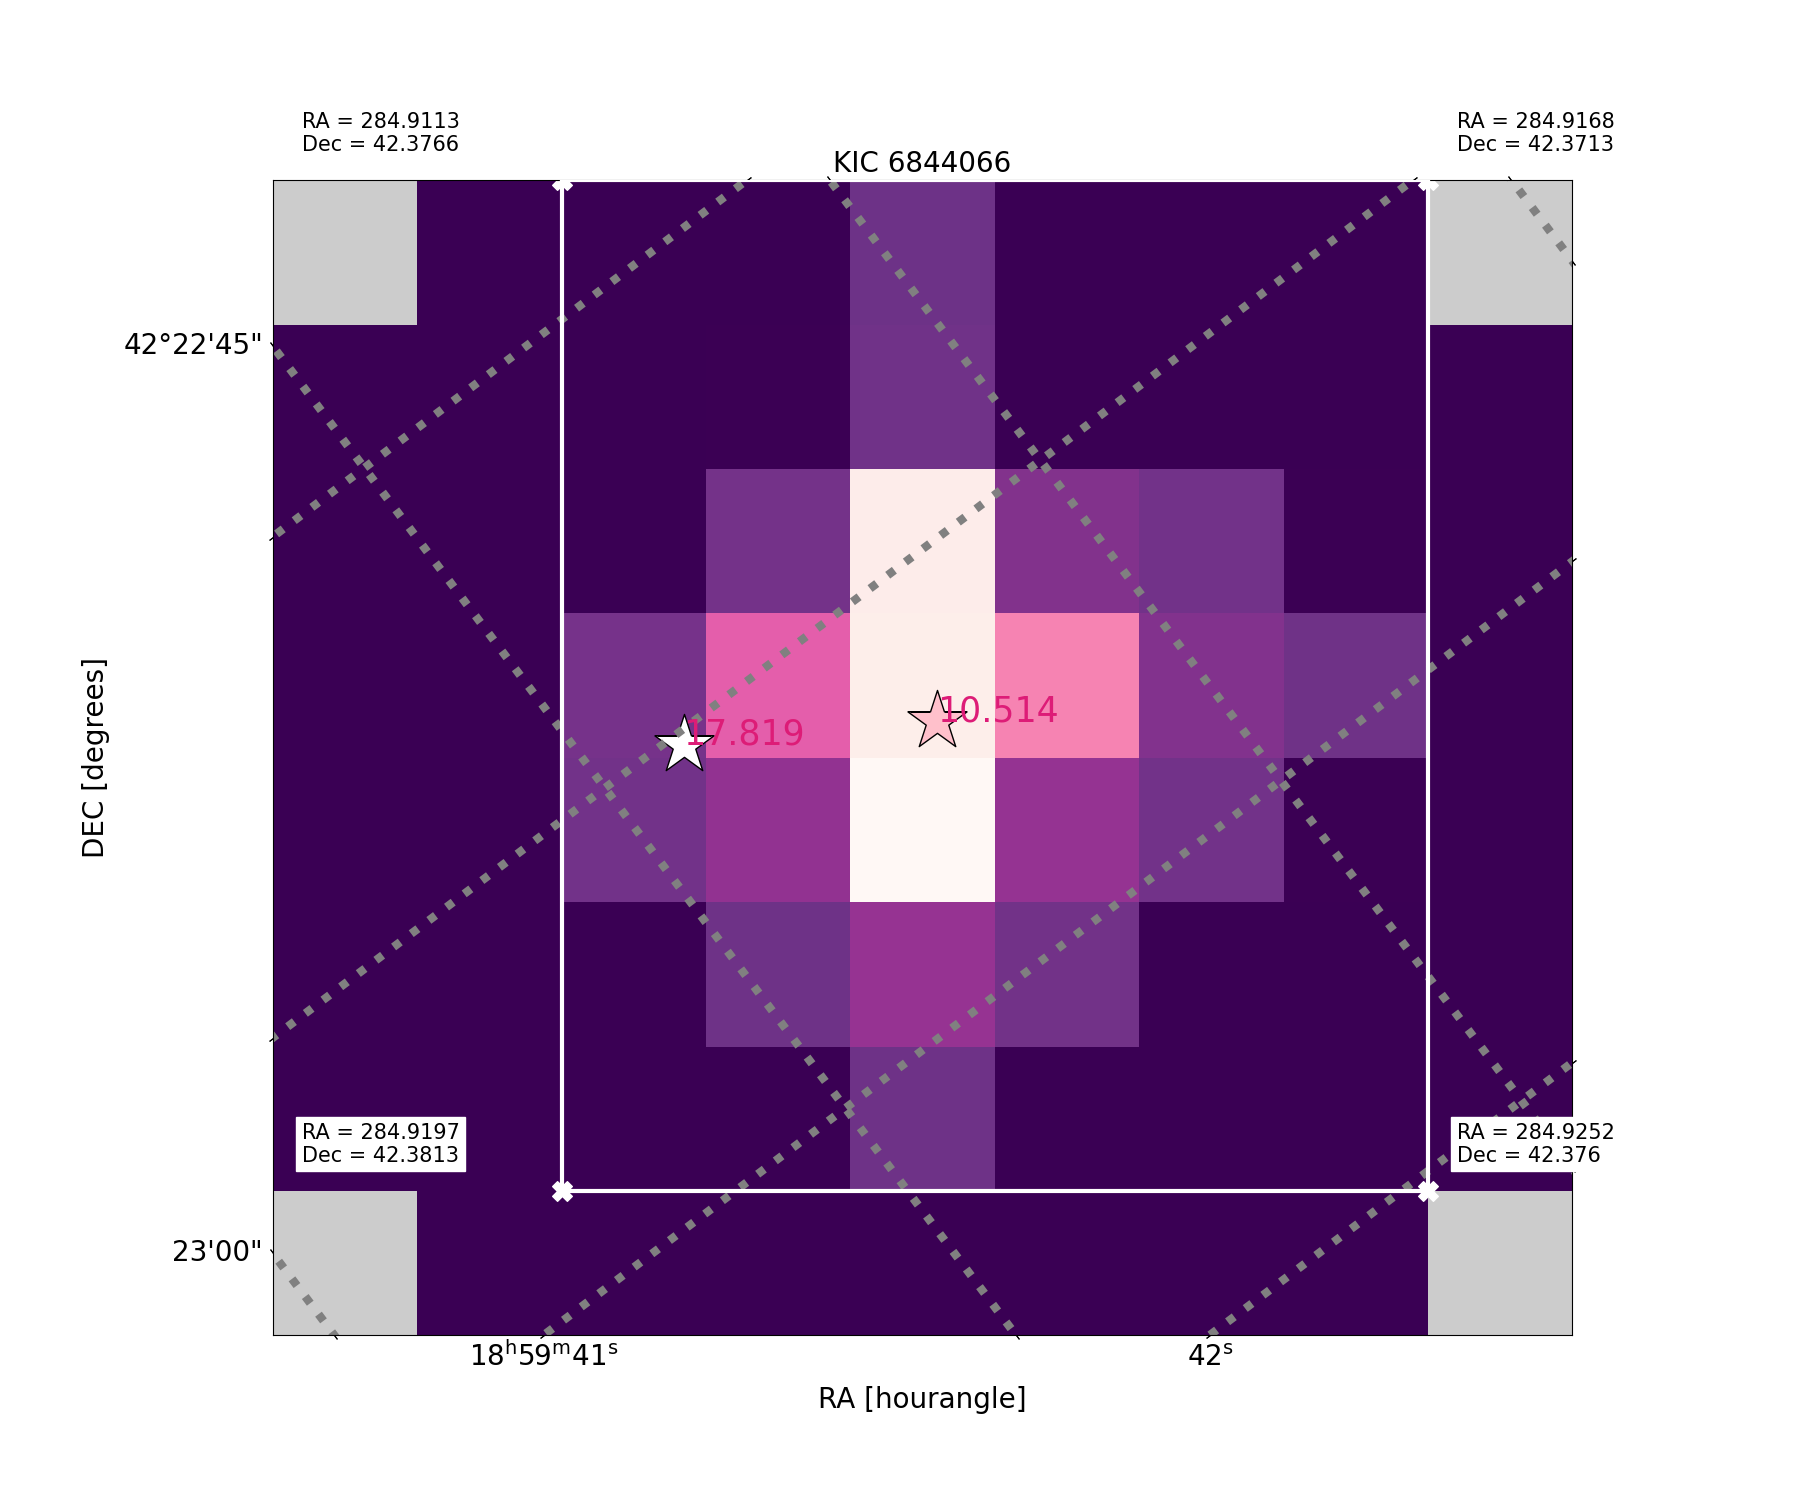 RA = 284.9113
Dec = 42.3766
RA = 284.9168
Dec = 42.3713
KIC 6844066
42°22'45"
10.514
17.819
DEC [degrees]
RA = 284.9197
Dec = 42.3813
RA = 284.9252
Dec = 42.376
23'00"
18h59m41s
42s
RA [hourangle]